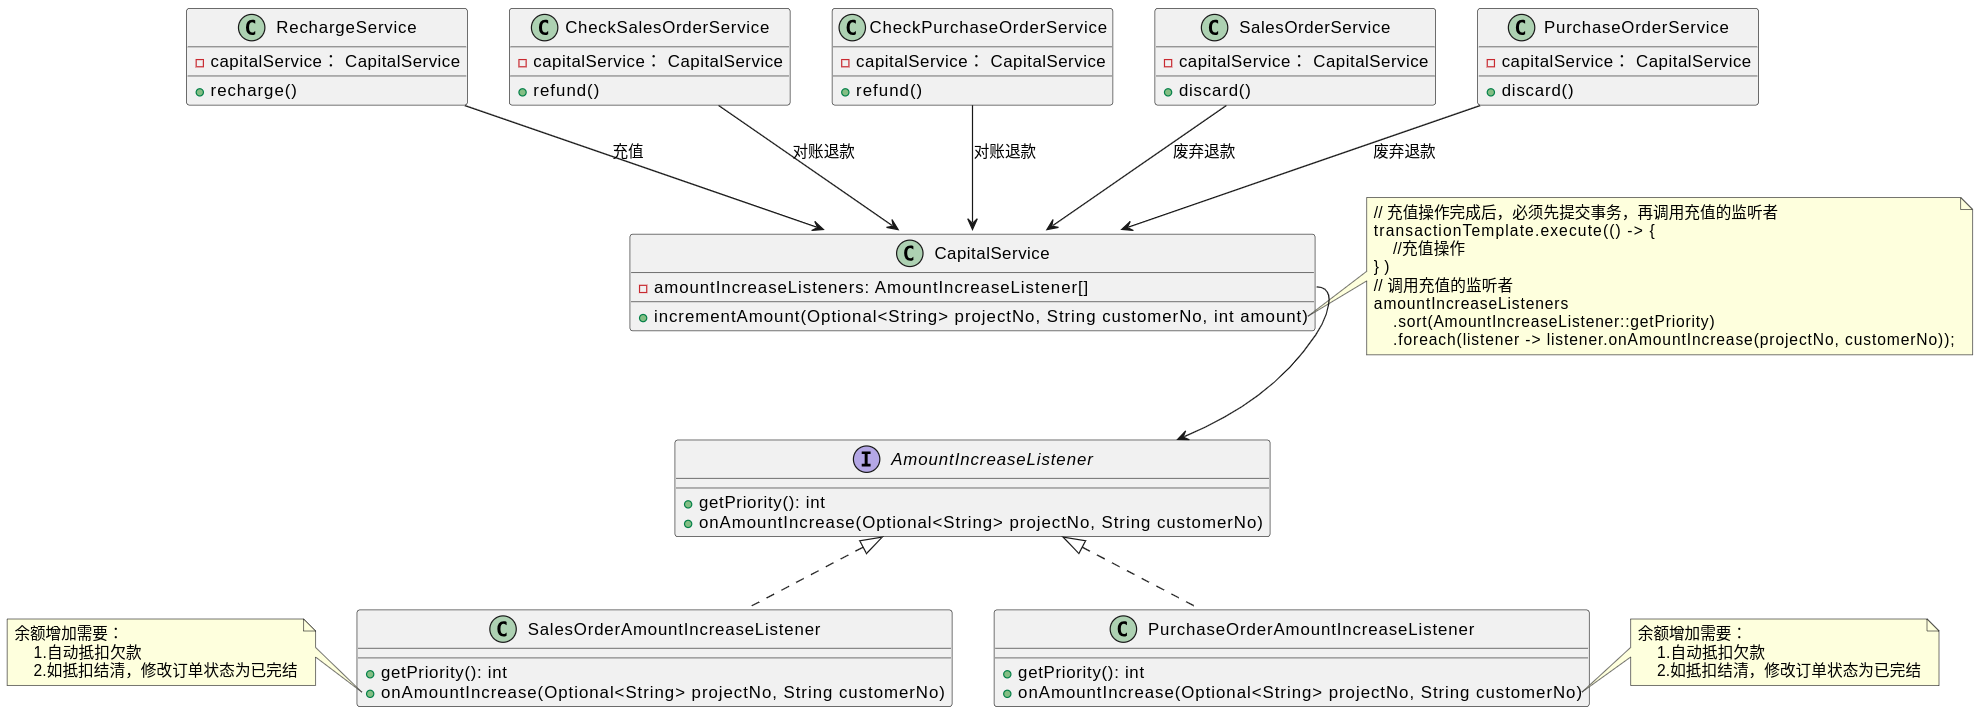 C RechargeService
capitalService： CapitalService
recharge()
C CheckSalesOrderService
capitalService： CapitalService
refund()
C CheckPurchaseOrderService
capitalService： CapitalService
refund()
C SalesOrderService
capitalService： CapitalService
discard()
C PurchaseOrderService
capitalService： CapitalService
discard()
充值
对账退款
对账退款
废弃退款
废弃退款
C CapitalService
amountIncreaseListeners: AmountIncreaseListener[]
incrementAmount(Optional<String> projectNo, String customerNo, int amount)
// 充值操作完成后，必须先提交事务，再调用充值的监听者
transactionTemplate.execute(() -> {
//充值操作
} )
// 调用充值的监听者
amountIncreaseListeners
.sort(AmountIncreaseListener::getPriority)
.foreach(listener -> listener.onAmountIncrease(projectNo, customerNo));
I AmountIncreaseListener
getPriority(): int
onAmountIncrease(Optional<String> projectNo, String customerNo)
余额增加需要：
1.自动抵扣欠款
2.如抵扣结清，修改订单状态为已完结
C SalesOrderAmountIncreaseListener
getPriority(): int
onAmountIncrease(Optional<String> projectNo, String customerNo)
C PurchaseOrderAmountIncreaseListener
getPriority(): int
onAmountIncrease(Optional<String> projectNo, String customerNo)
余额增加需要：
1.自动抵扣欠款
2.如抵扣结清，修改订单状态为已完结